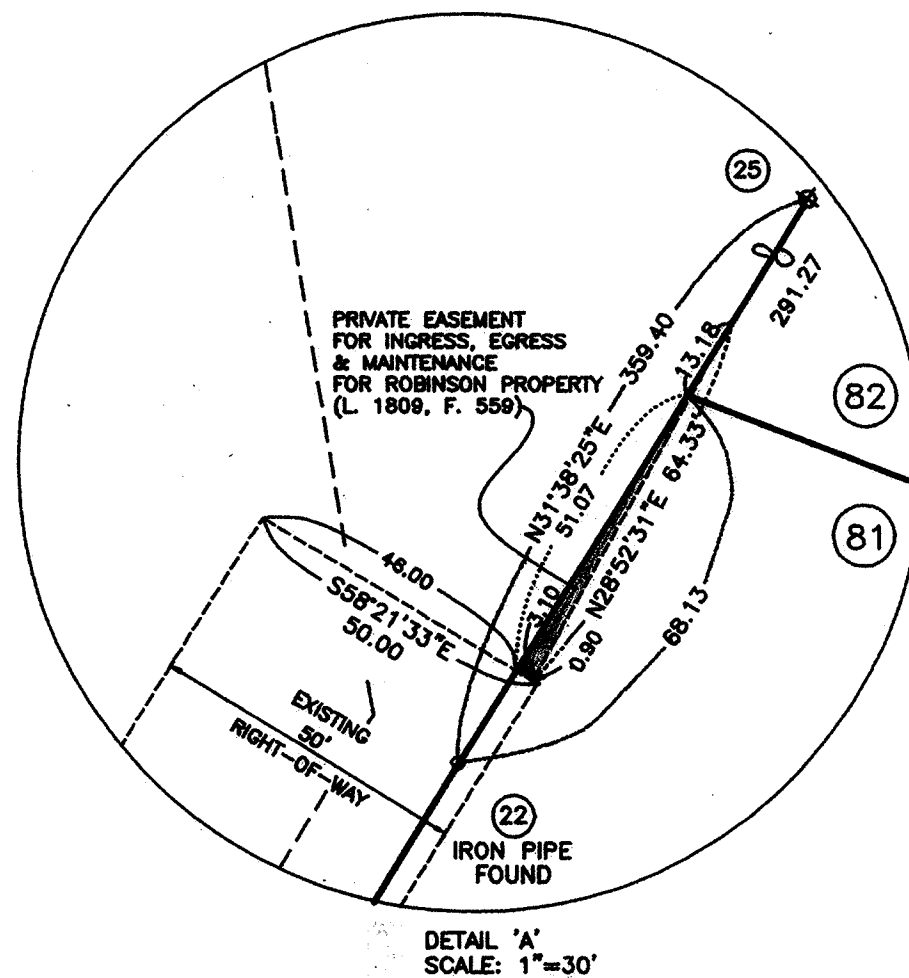 25
291.27
PRIVATE EASEMENT
FOR INGRESS, EGRESS
& MAINTENANCE
FOR ROBINSON PROPERTY
(L. 1809, F. 559)
N31°38'25"E 359.40
13.18
82
51.07
N28°52'31"E 64.33'
81
46.00
S58°21'33"E
50.00
3.10
0.90
68.13
EXISTING
50'
RIGHT-OF-WAY
22
IRON PIPE
FOUND
DETAIL 'A'
SCALE: 1"=30'